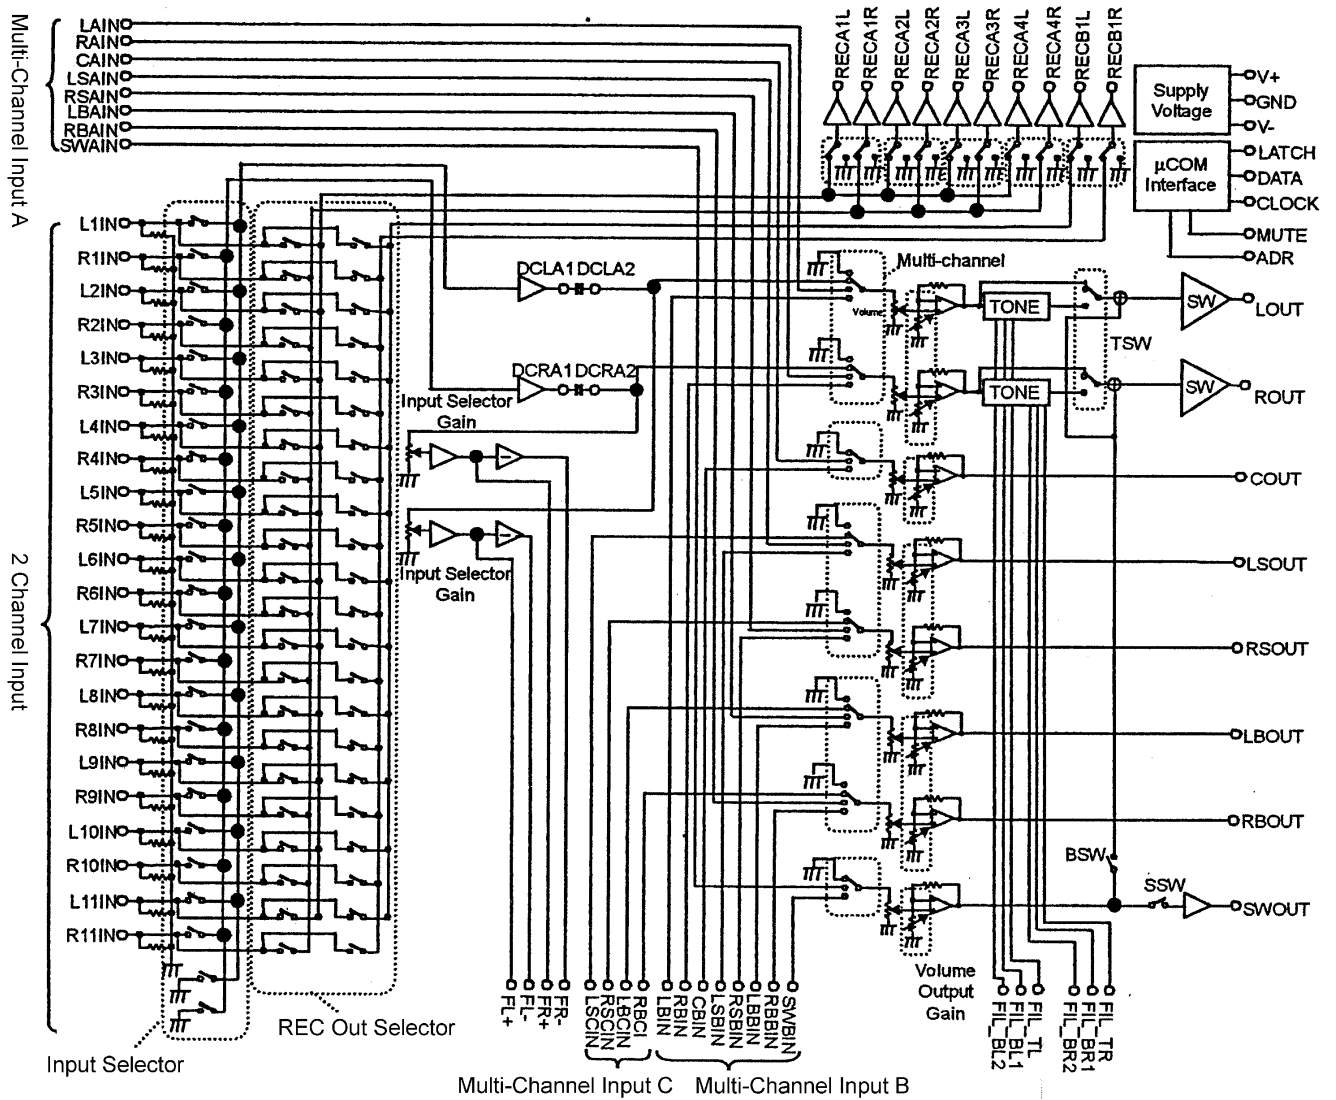 Multi-Channel Input A
LAIN
RAIN
CAIN
LSAIN
RSAIN
LBAIN
RBAIN
SWAIN
RECA1L
RECA1R
RECA2L
RECA2R
RECA3L
RECA3R
RECA4L
RECA4R
RECB1L
RECB1R
Supply
Voltage
V+
GND
V-
µCOM
Interface
LATCH
DATA
CLOCK
MUTE
ADR
2 Channel Input
L1IN
R1IN
L2IN
R2IN
L3IN
R3IN
L4IN
R4IN
L5IN
R5IN
L6IN
R6IN
L7IN
R7IN
L8IN
R8IN
L9IN
R9IN
L10IN
R10IN
L11IN
R11IN
DCLA1 DCLA2
DCRA1 DCRA2
Input Selector
Gain
Input Selector
Gain
Multi-channel
Volume
TONE
TONE
TSW
SW
SW
LOUT
ROUT
COUT
LSOUT
RSOUT
LBOUT
RBOUT
BSW
SSW
SWOUT
Volume
Output
Gain
FL+
FL-
FR+
FR-
LSCIN
RSCIN
LBCIN
RBCI
LBIN
RBIN
CBIN
LSBIN
RSBIN
LBBIN
RBBIN
SWBIN
FIL_BL2
FIL_BL1
FIL_TL
FIL_BR2
FIL_BR1
FIL_TR
REC Out Selector
Input Selector
Multi-Channel Input C
Multi-Channel Input B